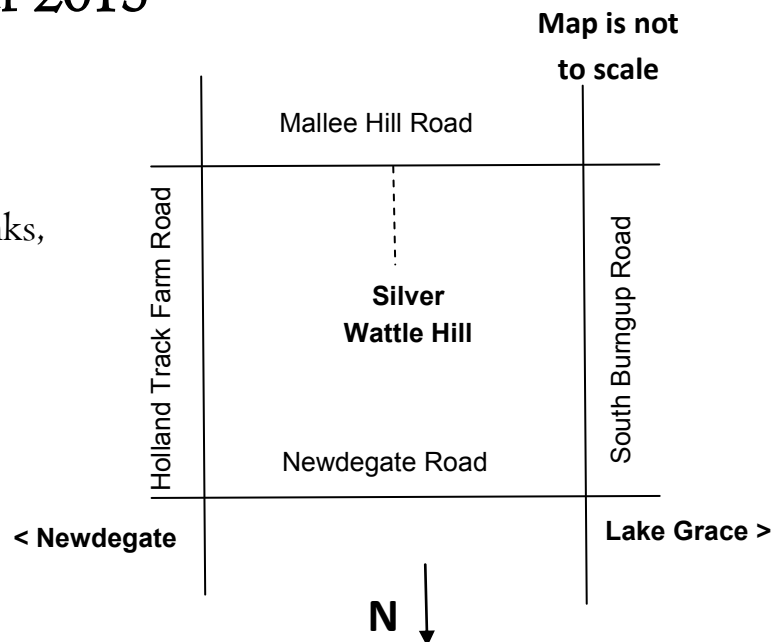 2015
Map is not
to scale
Mallee Hill Road
Holland Track Farm Road
Silver
Wattle Hill
South Burngup Road
Newdegate Road
< Newdegate
Lake Grace >
N